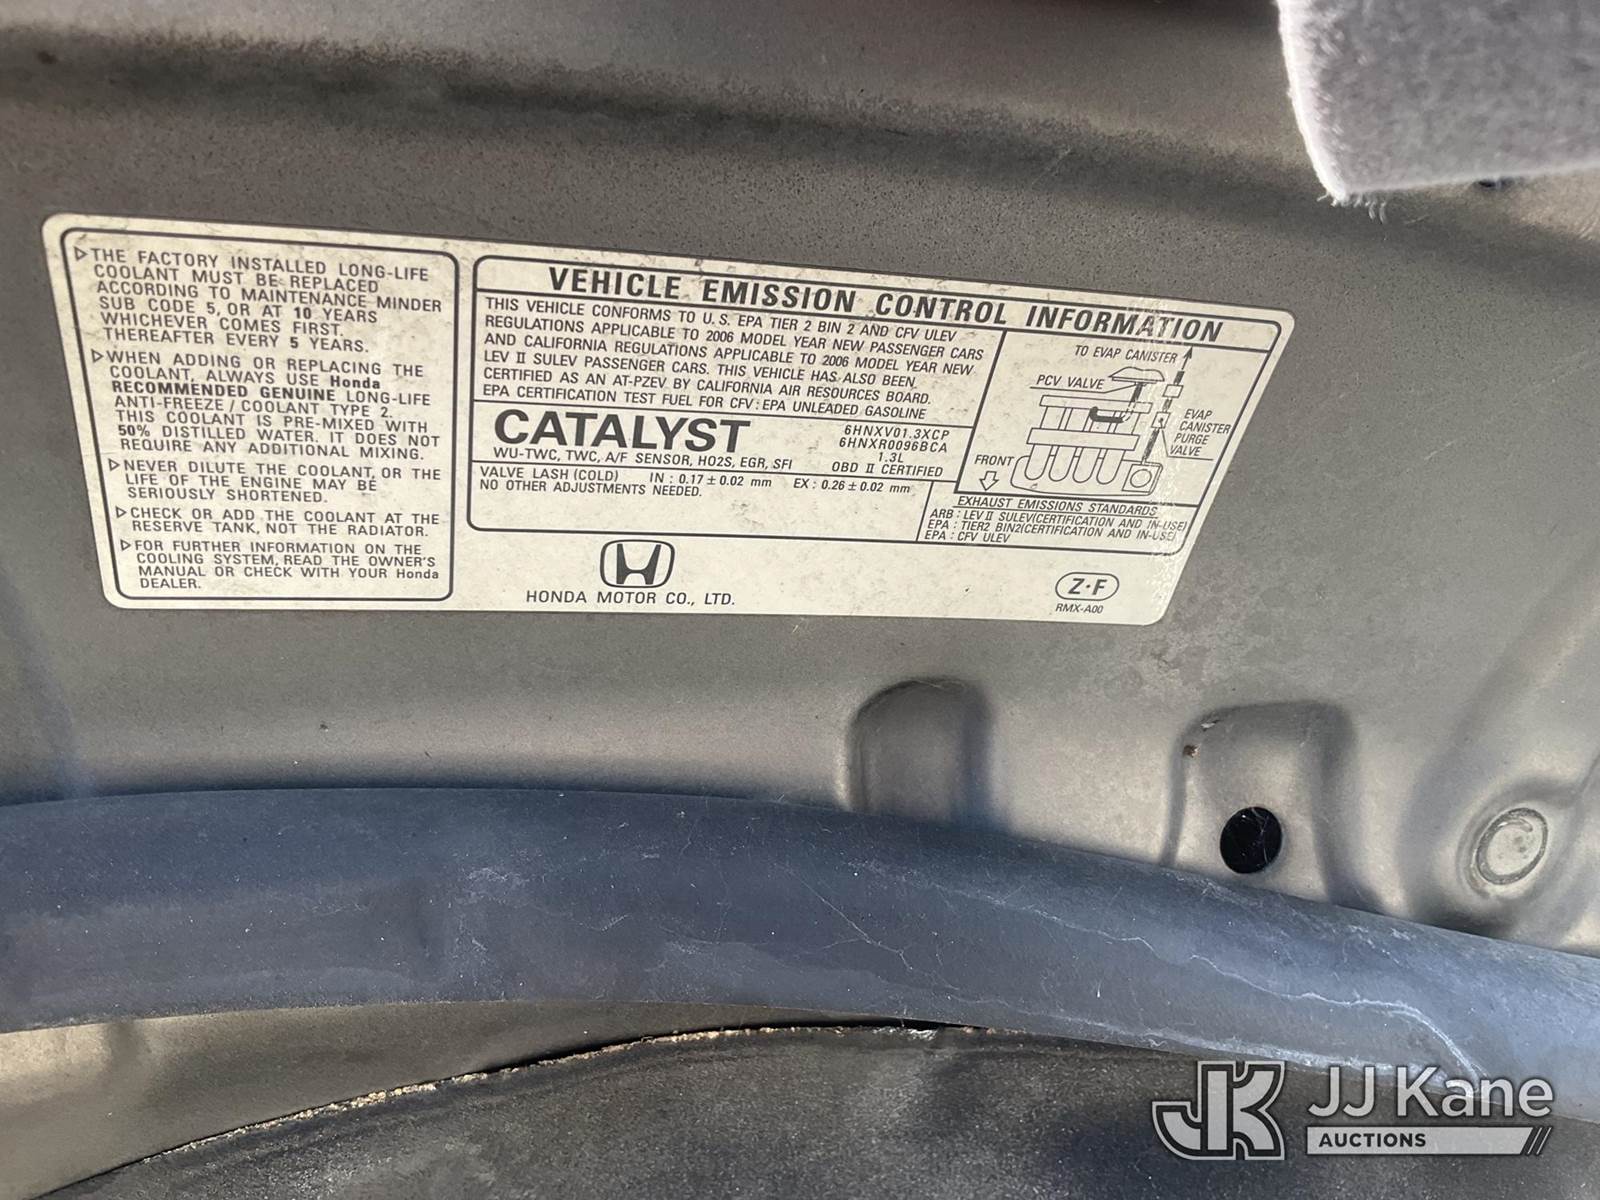 ▷THE FACTORY INSTALLED LONG-LIFE
COOLANT MUST BE REPLACED
ACCORDING TO MAINTENANCE MINDER
SUB CODE 5, OR AT 10 YEARS
WHICHEVER COMES FIRST.
THEREAFTER EVERY 5 YEARS.
▷WHEN ADDING OR REPLACING THE
COOLANT, ALWAYS USE Honda
RECOMMENDED GENUINE LONG-LIFE
ANTI-FREEZE / COOLANT TYPE 2.
THIS COOLANT IS PRE-MIXED WITH
50% DISTILLED WATER. IT DOES NOT
REQUIRE ANY ADDITIONAL MIXING.
▷NEVER DILUTE THE COOLANT, OR THE
LIFE OF THE ENGINE MAY BE
SERIOUSLY SHORTENED.
▷CHECK OR ADD THE COOLANT AT THE
RESERVE TANK, NOT THE RADIATOR.
▷FOR FURTHER INFORMATION ON THE
COOLING SYSTEM, READ THE OWNER'S
MANUAL OR CHECK WITH YOUR Honda
DEALER.
VEHICLE EMISSION CONTROL INFORMATION
THIS VEHICLE CONFORMS TO U.S. EPA TIER 2 BIN 2 AND CFV ULEV
REGULATIONS APPLICABLE TO 2006 MODEL YEAR NEW PASSENGER CARS
AND CALIFORNIA REGULATIONS APPLICABLE TO 2006 MODEL YEAR NEW
LEV II SULEV PASSENGER CARS. THIS VEHICLE HAS ALSO BEEN
CERTIFIED AS AN AT-PZEV BY CALIFORNIA AIR RESOURCES BOARD.
EPA CERTIFICATION TEST FUEL FOR CFV: EPA UNLEADED GASOLINE
CATALYST
WU-TWC, TWC, A/F SENSOR, HO2S, EGR, SFI
6HNXV01.3XCP
6HNXR0096BCA
1.3L
OBD II CERTIFIED
VALVE LASH (COLD) IN : 0.17 ± 0.02 mm EX : 0.26 ± 0.02 mm
NO OTHER ADJUSTMENTS NEEDED.
TO EVAP CANISTER
PCV VALVE
EVAP
CANISTER
PURGE
VALVE
FRONT
EXHAUST EMISSIONS STANDARDS
ARB : LEV II SULEV(CERTIFICATION AND IN-USE)
EPA : TIER2 BIN2(CERTIFICATION AND IN-USE)
EPA : CFV ULEV
HONDA MOTOR CO., LTD.
Z·F
RMX-A00
JK
JJ Kane
AUCTIONS